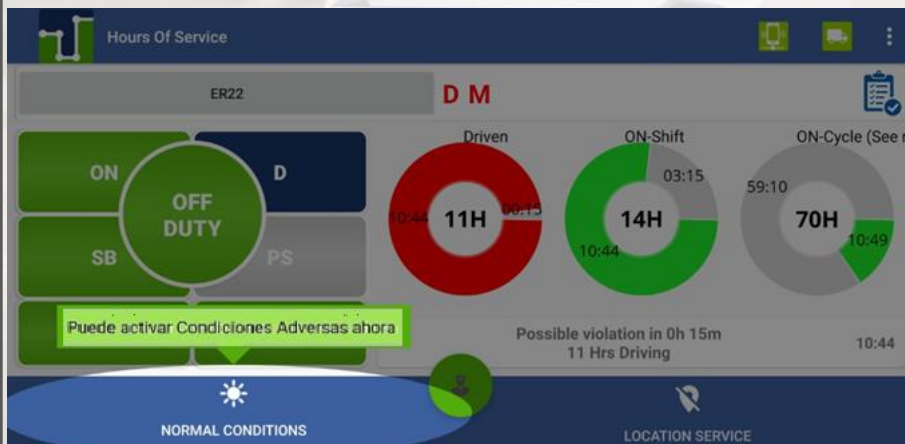 Hours Of Service
ER22
D M
ON
D
OFF
DUTY
SB
PS
Driven
10:44
11H
00:15
ON-Shift
03:15
14H
10:44
ON-Cycle (See r
59:10
70H
10:49
Puede activar Condiciones Adversas ahora
Possible violation in 0h 15m
11 Hrs Driving
10:44
NORMAL CONDITIONS
LOCATION SERVICE